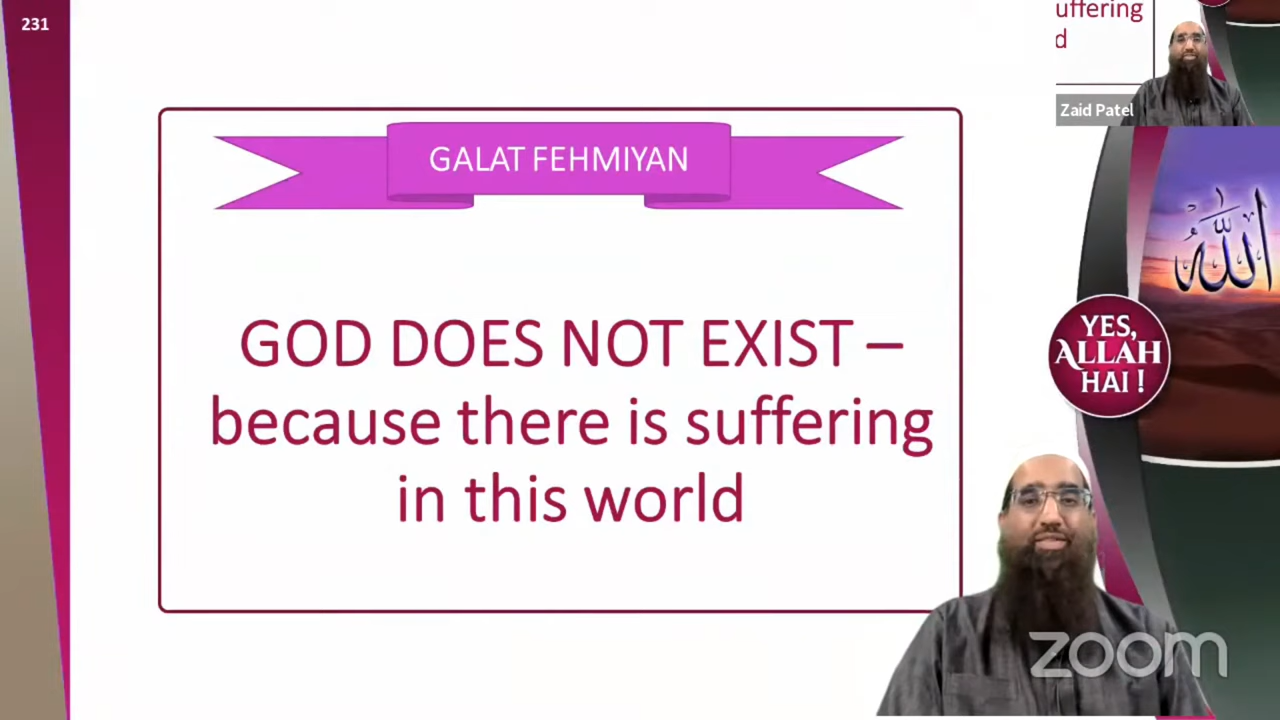 231
uffering
d
Zaid Patel
GALAT FEHMIYAN
GOD DOES NOT EXIST –
because there is suffering
in this world
الله
YES,
ALLAH
HAI !
zoom